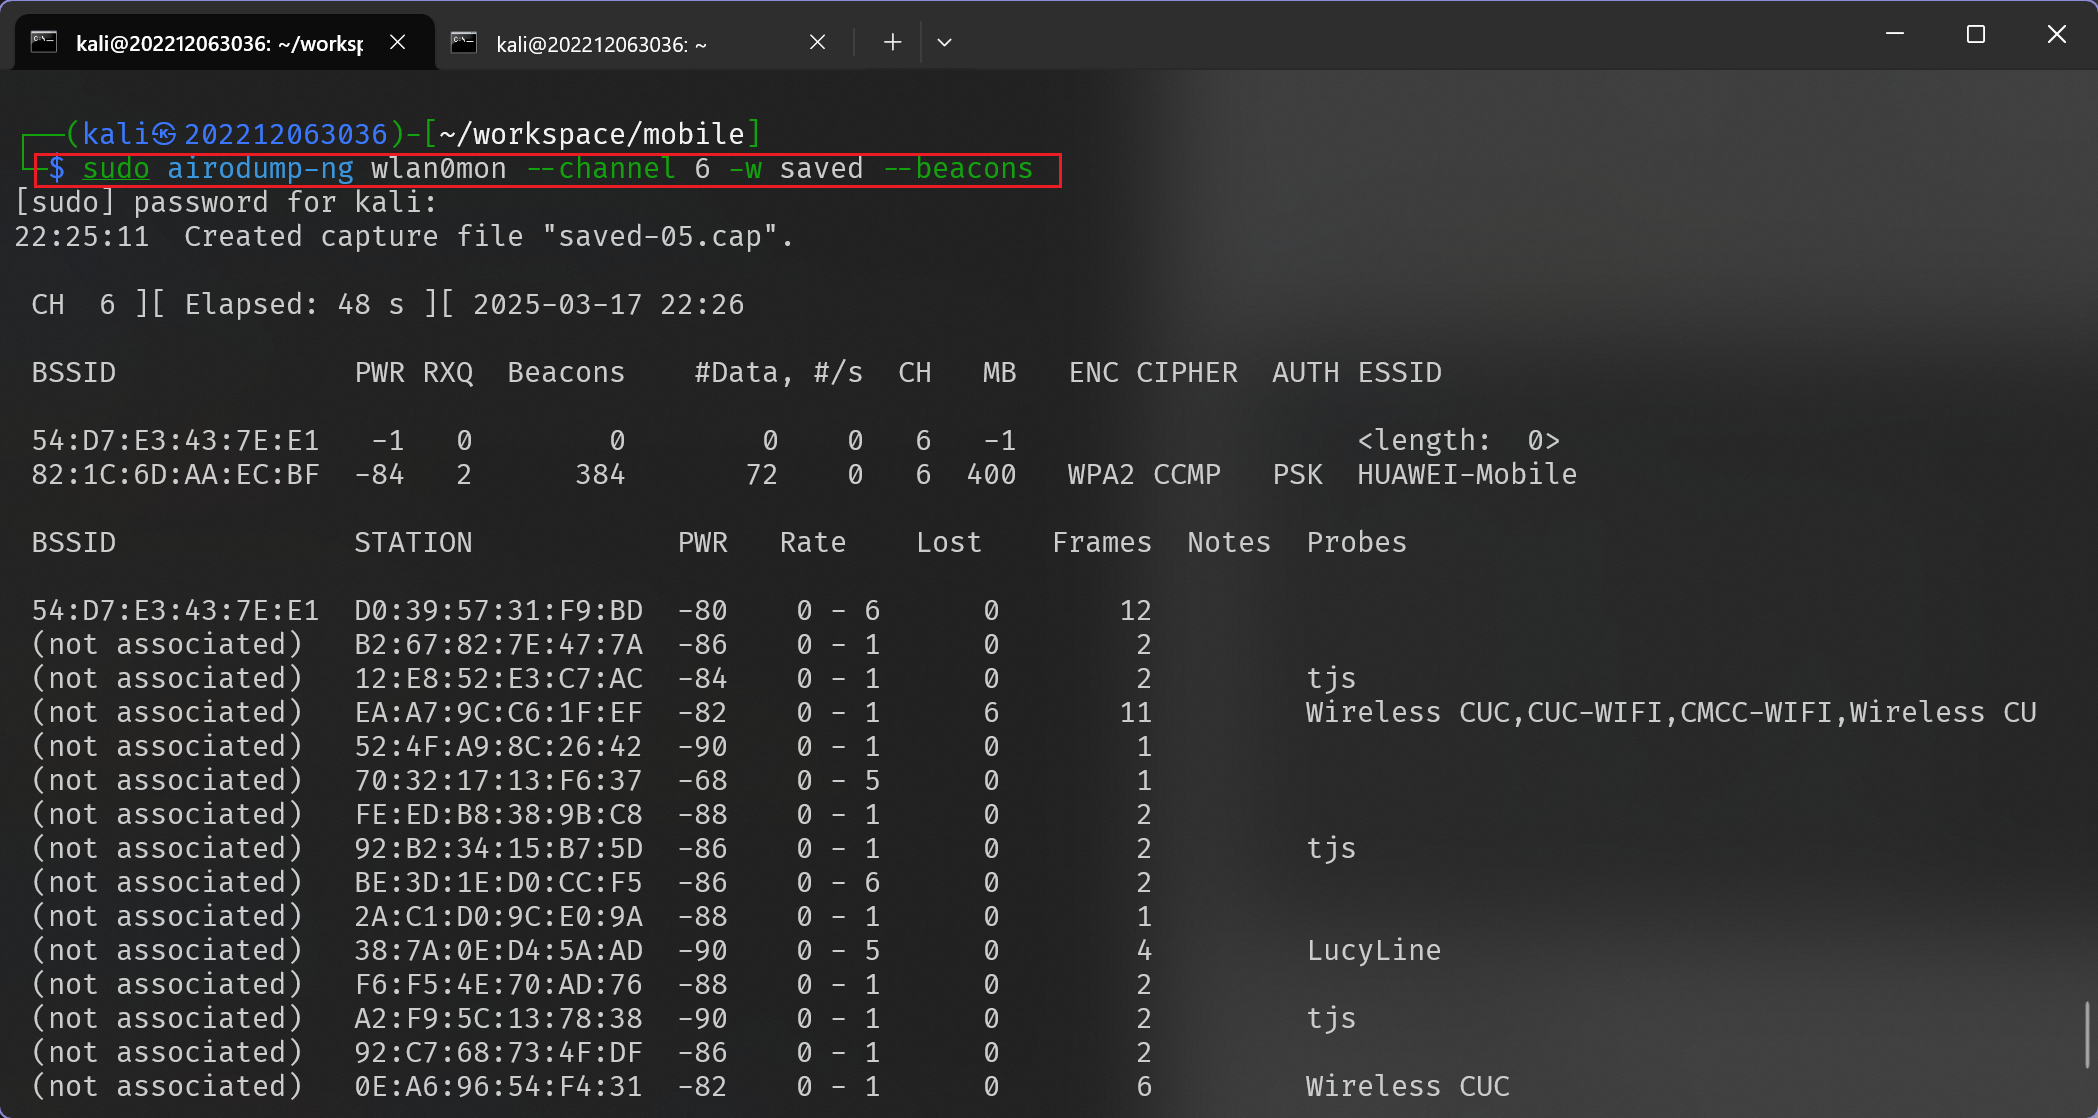 kali@202212063036: ~/worksp
kali@202212063036: ~
(kali㉿202212063036)-[~/workspace/mobile]
$ sudo airodump-ng wlan0mon --channel 6 -w saved --beacons
[sudo] password for kali:
22:25:11  Created capture file "saved-05.cap".
CH  6 ][ Elapsed: 48 s ][ 2025-03-17 22:26
BSSID              PWR RXQ  Beacons    #Data, #/s  CH   MB   ENC CIPHER  AUTH ESSID
54:D7:E3:43:7E:E1   -1   0        0        0    0   6   -1                    <length:  0>
82:1C:6D:AA:EC:BF  -84   2      384       72    0   6  400   WPA2 CCMP   PSK  HUAWEI-Mobile
BSSID              STATION            PWR   Rate    Lost    Frames  Notes  Probes
54:D7:E3:43:7E:E1  D0:39:57:31:F9:BD  -80    0 - 6      0       12
(not associated)   B2:67:82:7E:47:7A  -86    0 - 1      0        2
(not associated)   12:E8:52:E3:C7:AC  -84    0 - 1      0        2         tjs
(not associated)   EA:A7:9C:C6:1F:EF  -82    0 - 1      6       11         Wireless CUC,CUC-WIFI,CMCC-WIFI,Wireless CU
(not associated)   52:4F:A9:8C:26:42  -90    0 - 1      0        1
(not associated)   70:32:17:13:F6:37  -68    0 - 5      0        1
(not associated)   FE:ED:B8:38:9B:C8  -88    0 - 1      0        2
(not associated)   92:B2:34:15:B7:5D  -86    0 - 1      0        2         tjs
(not associated)   BE:3D:1E:D0:CC:F5  -86    0 - 6      0        2
(not associated)   2A:C1:D0:9C:E0:9A  -88    0 - 1      0        1
(not associated)   38:7A:0E:D4:5A:AD  -90    0 - 5      0        4         LucyLine
(not associated)   F6:F5:4E:70:AD:76  -88    0 - 1      0        2
(not associated)   A2:F9:5C:13:78:38  -90    0 - 1      0        2         tjs
(not associated)   92:C7:68:73:4F:DF  -86    0 - 1      0        2
(not associated)   0E:A6:96:54:F4:31  -82    0 - 1      0        6         Wireless CUC